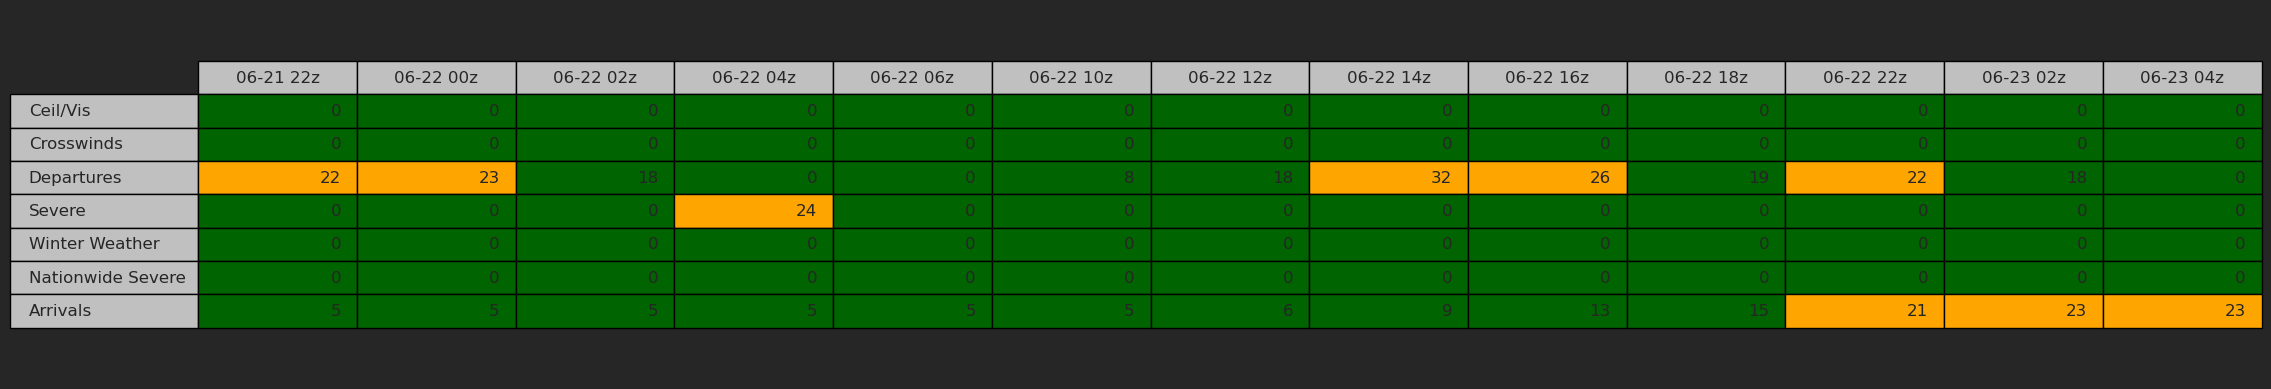 06-21 22z 06-22 00z 06-22 02z 06-22 04z 06-22 06z 06-22 10z 06-22 12z 06-22 14z 06-22 16z 06-22 18z 06-22 22z 06-23 02z 06-23 04z
Ceil/Vis 0 0 0 0 0 0 0 0 0 0 0 0 0
Crosswinds 0 0 0 0 0 0 0 0 0 0 0 0 0
Departures 22 23 18 0 0 8 18 32 26 19 22 18 0
Severe 0 0 0 24 0 0 0 0 0 0 0 0 0
Winter Weather 0 0 0 0 0 0 0 0 0 0 0 0 0
Nationwide Severe 0 0 0 0 0 0 0 0 0 0 0 0 0
Arrivals 5 5 5 5 5 5 6 9 13 15 21 23 23